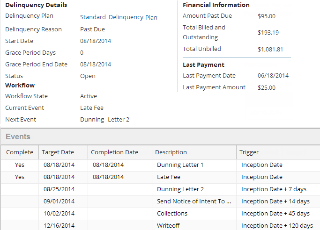 Delinquency Details
Delinquency Plan Standard Delinquency Plan
Delinquency Reason Past Due
Start Date 08/18/2014
Grace Period Days 0
Grace Period End Date 08/18/2014
Status Open
Workflow
Workflow State Active
Current Event Late Fee
Next Event Dunning Letter 2
Financial Information
Amount Past Due $95.00
Total Billed and Outstanding $193.19
Total Unbilled $1,081.81
Last Payment
Last Payment Date 06/18/2014
Last Payment Amount $25.00
Events
Complete Target Date Completion Date Description Trigger
Yes 08/18/2014 08/18/2014 Dunning Letter 1 Inception Date
Yes 08/18/2014 08/18/2014 Late Fee Inception Date
08/25/2014 Dunning Letter 2 Inception Date + 7 days
09/01/2014 Send Notice of Intent To ... Inception Date + 14 days
10/02/2014 Collections Inception Date + 45 days
12/16/2014 Writeoff Inception Date + 120 days